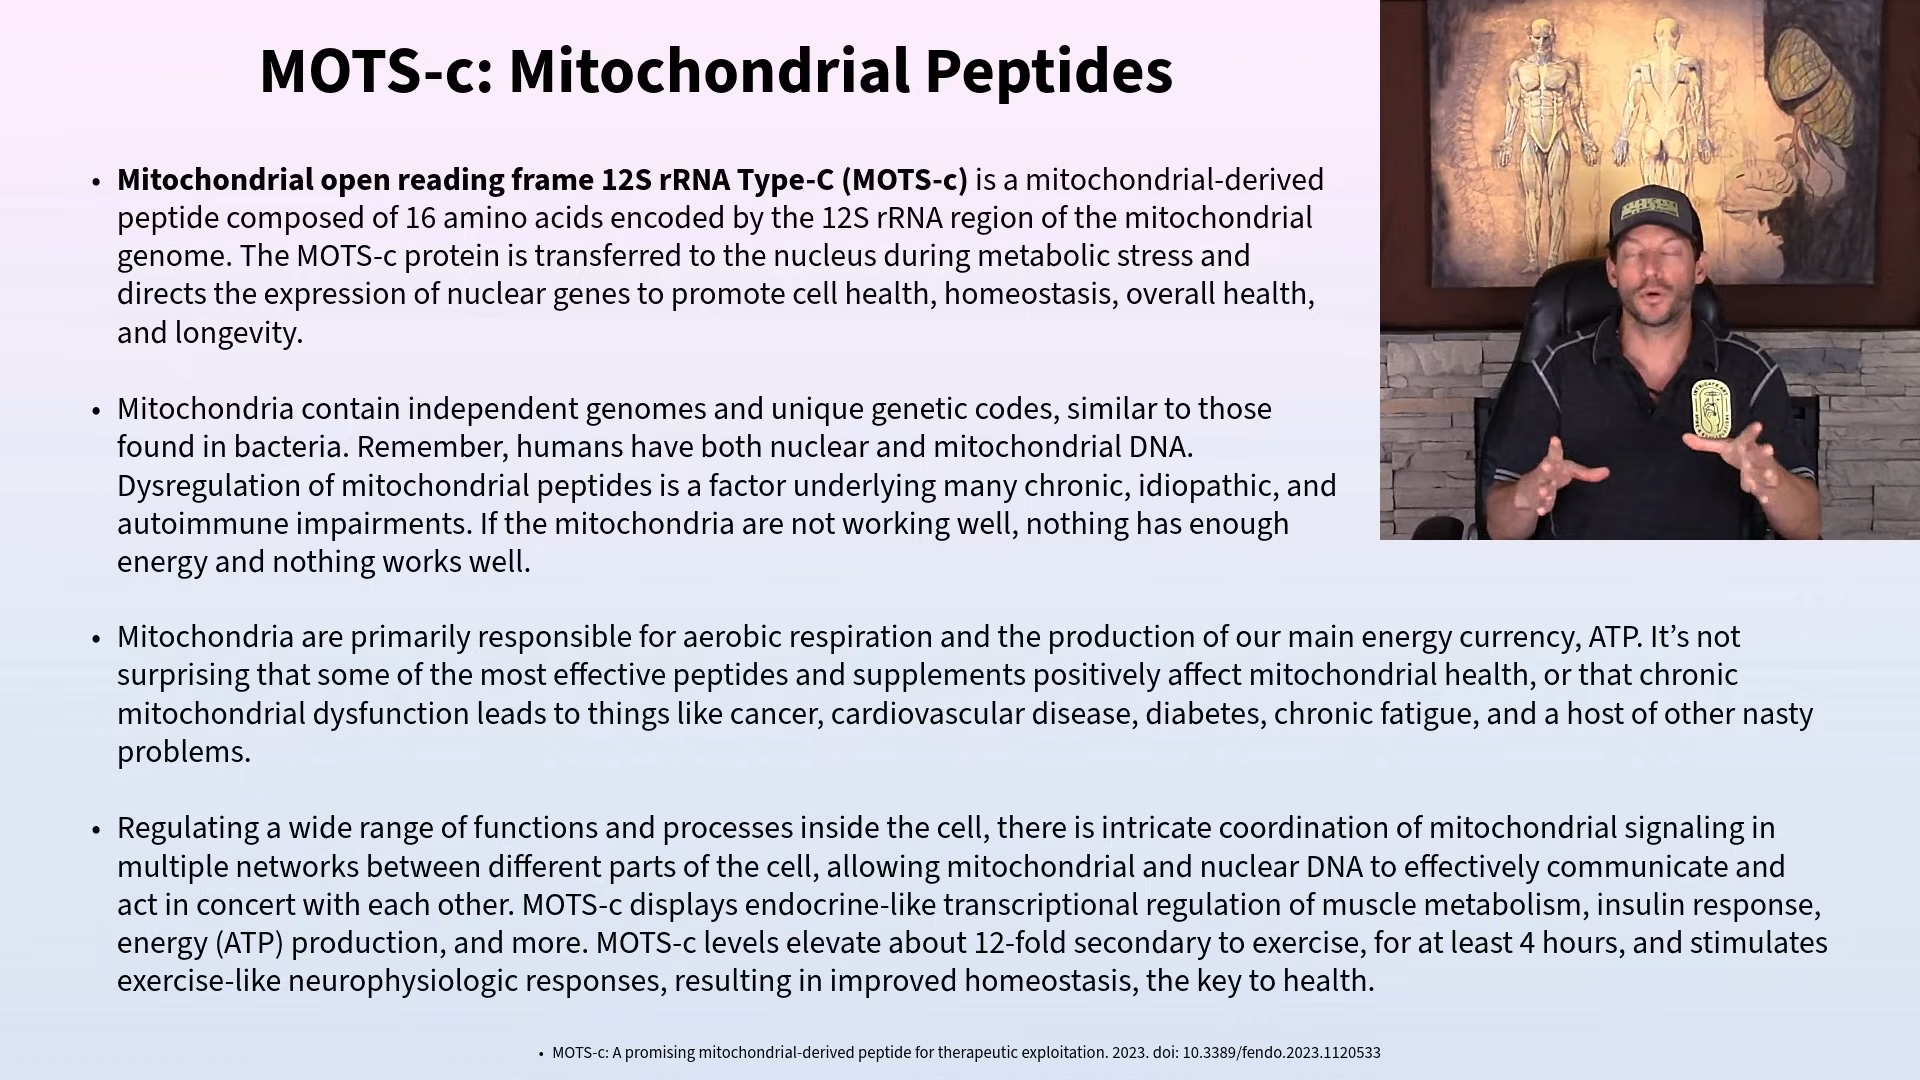 MOTS-c: Mitochondrial Peptides
• Mitochondrial open reading frame 12S rRNA Type-C (MOTS-c) is a mitochondrial-derived
peptide composed of 16 amino acids encoded by the 12S rRNA region of the mitochondrial
genome. The MOTS-c protein is transferred to the nucleus during metabolic stress and
directs the expression of nuclear genes to promote cell health, homeostasis, overall health,
and longevity.
• Mitochondria contain independent genomes and unique genetic codes, similar to those
found in bacteria. Remember, humans have both nuclear and mitochondrial DNA.
Dysregulation of mitochondrial peptides is a factor underlying many chronic, idiopathic, and
autoimmune impairments. If the mitochondria are not working well, nothing has enough
energy and nothing works well.
• Mitochondria are primarily responsible for aerobic respiration and the production of our main energy currency, ATP. It’s not
surprising that some of the most effective peptides and supplements positively affect mitochondrial health, or that chronic
mitochondrial dysfunction leads to things like cancer, cardiovascular disease, diabetes, chronic fatigue, and a host of other nasty
problems.
• Regulating a wide range of functions and processes inside the cell, there is intricate coordination of mitochondrial signaling in
multiple networks between different parts of the cell, allowing mitochondrial and nuclear DNA to effectively communicate and
act in concert with each other. MOTS-c displays endocrine-like transcriptional regulation of muscle metabolism, insulin response,
energy (ATP) production, and more. MOTS-c levels elevate about 12-fold secondary to exercise, for at least 4 hours, and stimulates
exercise-like neurophysiologic responses, resulting in improved homeostasis, the key to health.
• MOTS-c: A promising mitochondrial-derived peptide for therapeutic exploitation. 2023. doi: 10.3389/fendo.2023.1120533